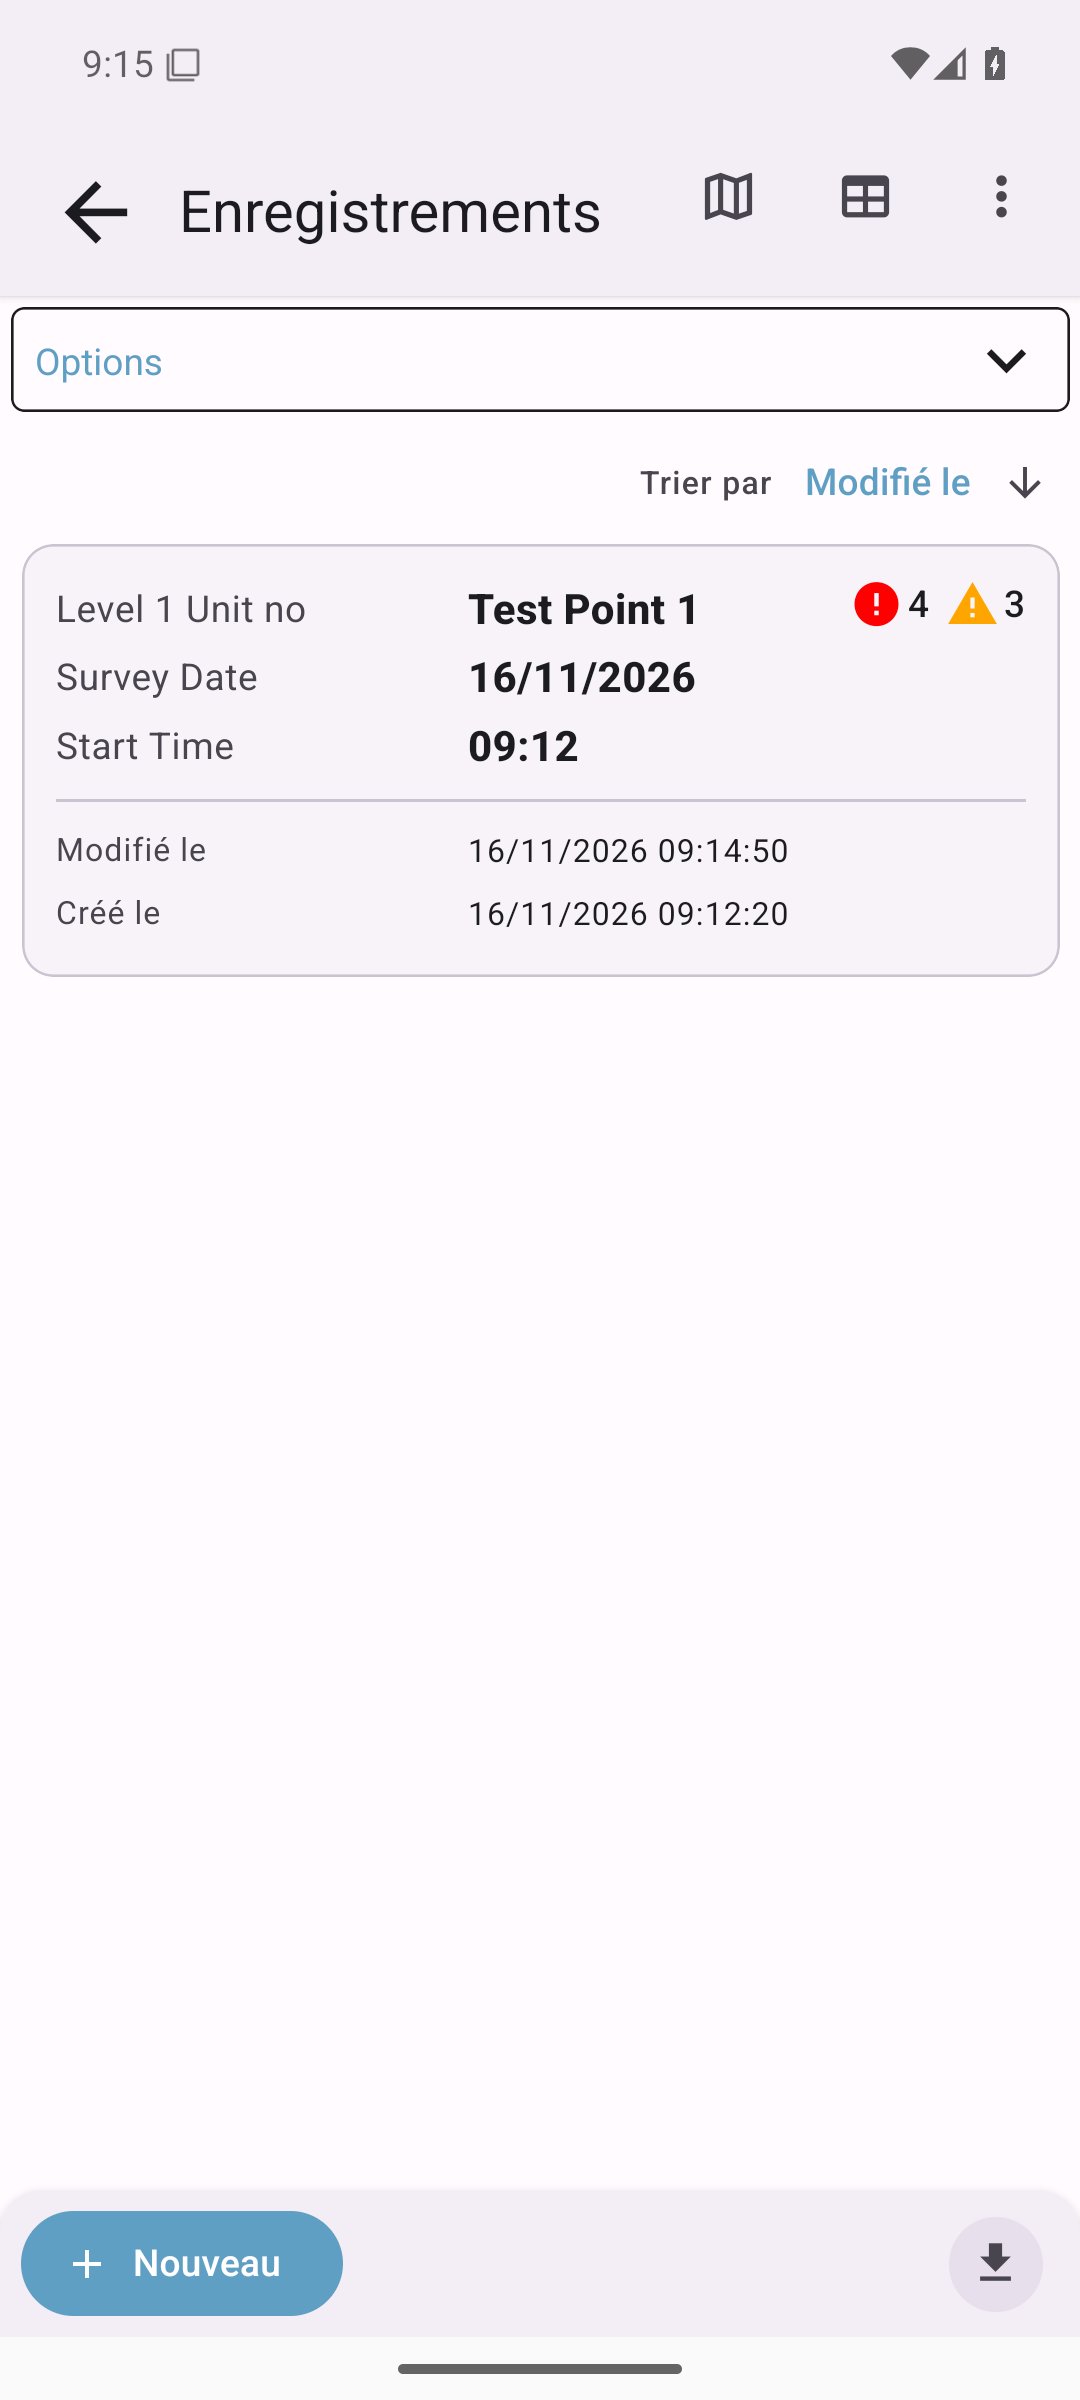 9:15
Enregistrements
Options
Trier par Modifié le
Level 1 Unit no Test Point 1 4 3
Survey Date 16/11/2026
Start Time 09:12
Modifié le 16/11/2026 09:14:50
Créé le 16/11/2026 09:12:20
Nouveau